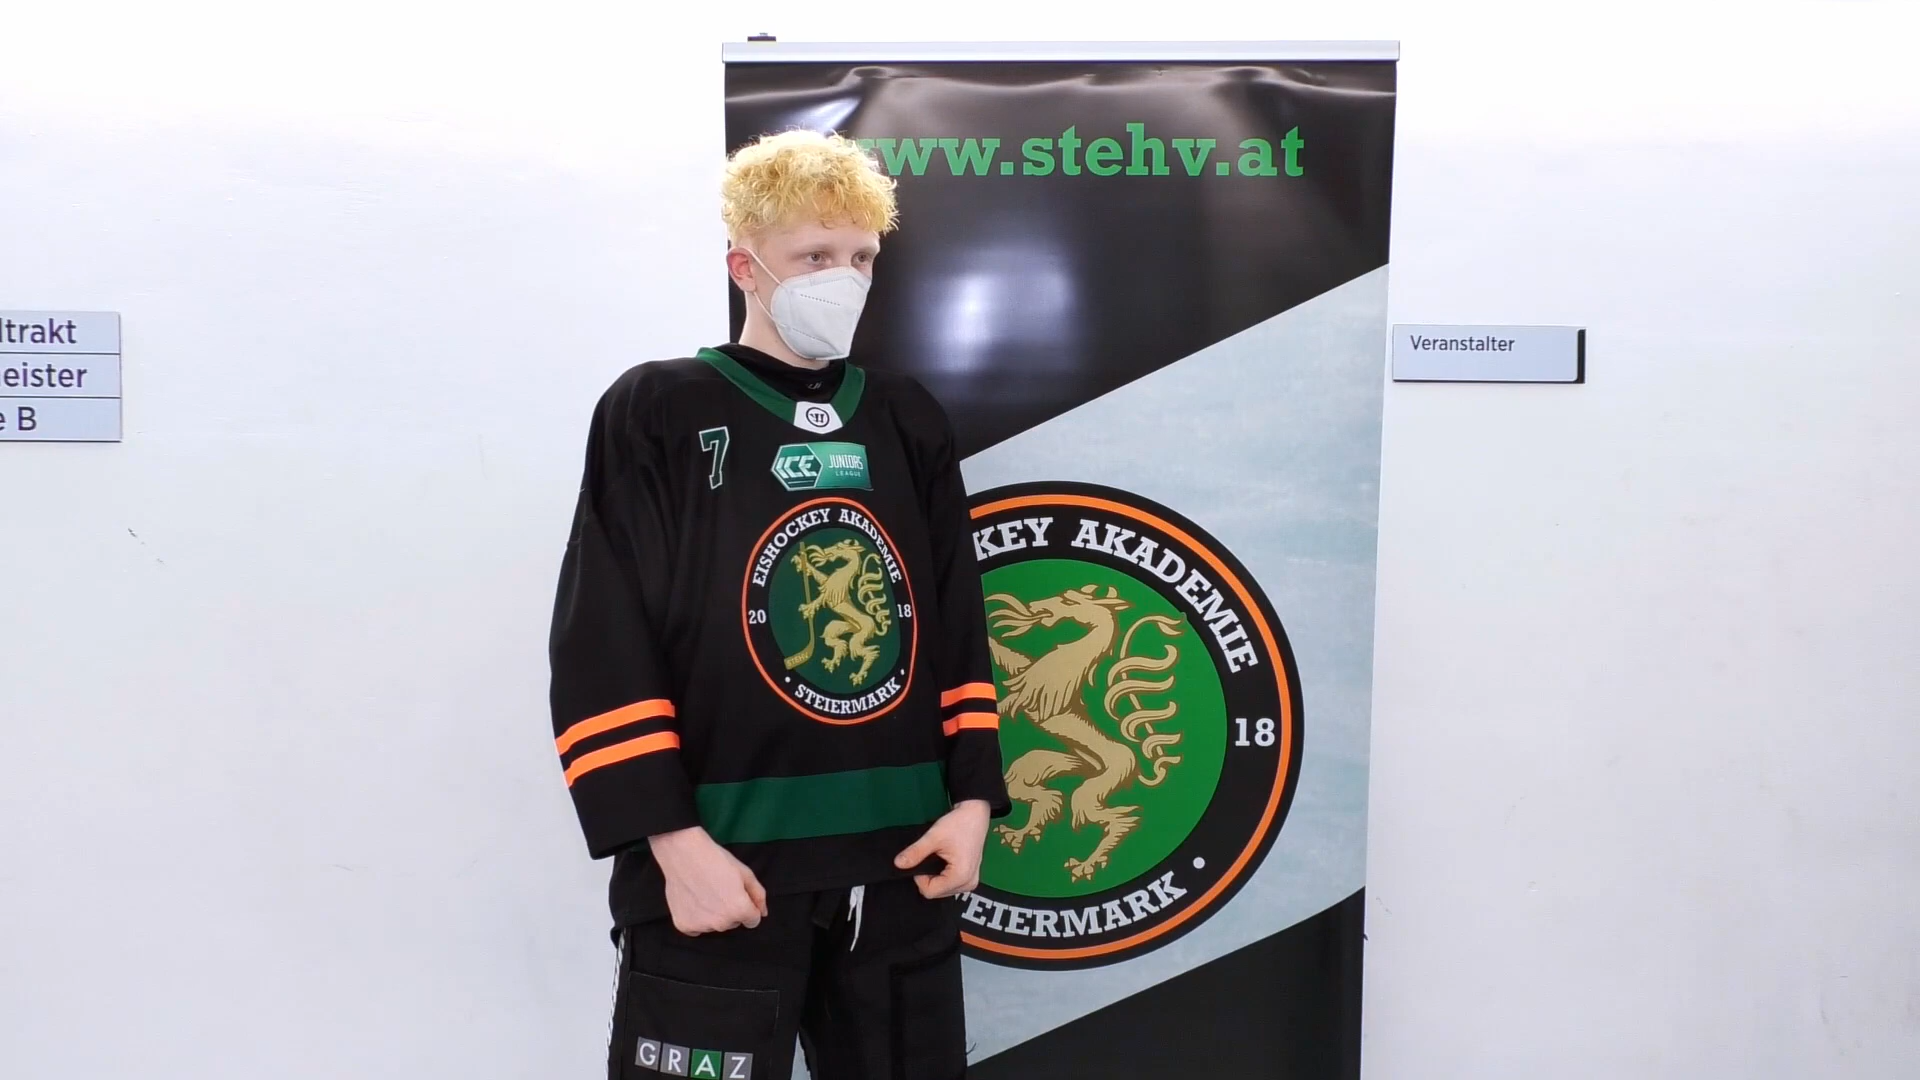 www.stehv.at
ltrakt
eister
e B
Veranstalter
7
ICE JUNIORS
LEAGUE
EISHOCKEY AKADEMIE
20 18
• STEIERMARK •
KEY AKADEMIE
18
TEIERMARK •
GRAZ